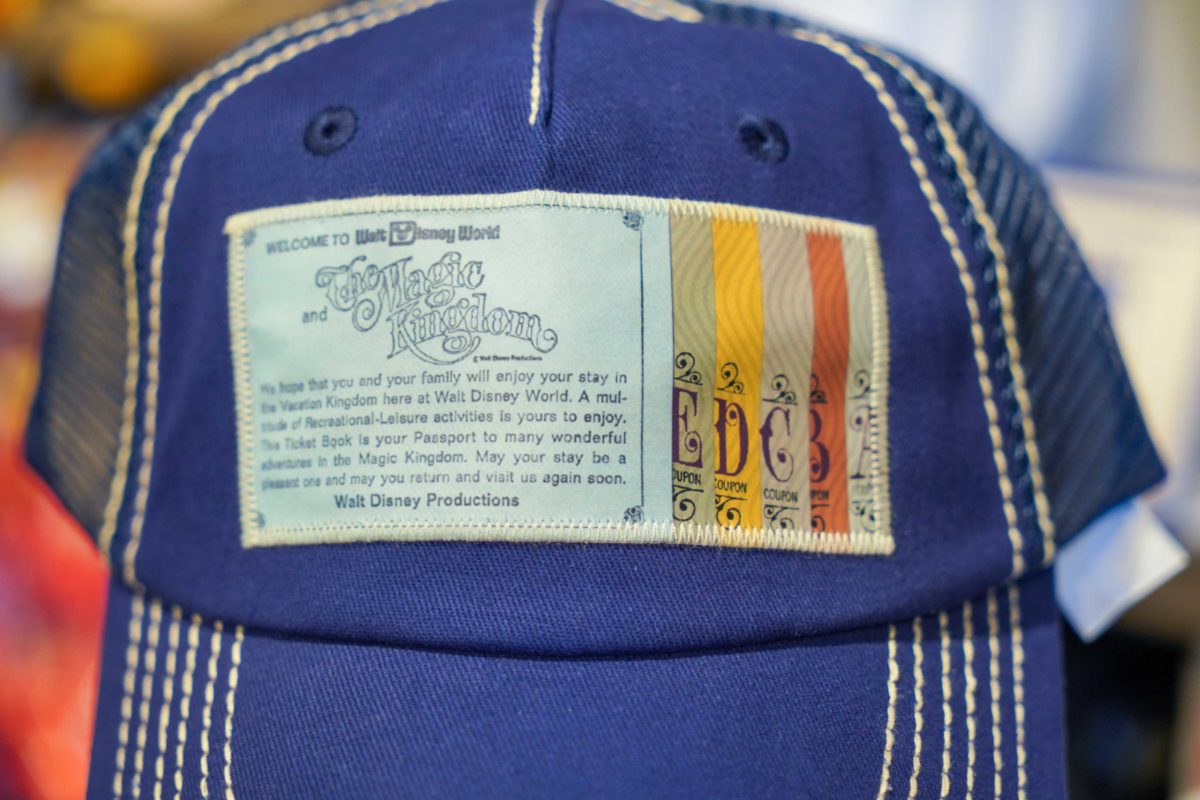 WELCOME TO Walt Disney World
and The Magic Kingdom
© Walt Disney Productions
We hope that you and your family will enjoy your stay in
the Vacation Kingdom here at Walt Disney World. A mul-
titude of Recreational-Leisure activities is yours to enjoy.
This Ticket Book is your Passport to many wonderful
adventures in the Magic Kingdom. May your stay be a
pleasant one and may you return and visit us again soon.
Walt Disney Productions
E D C B A
OUPON COUPON COUPON PON